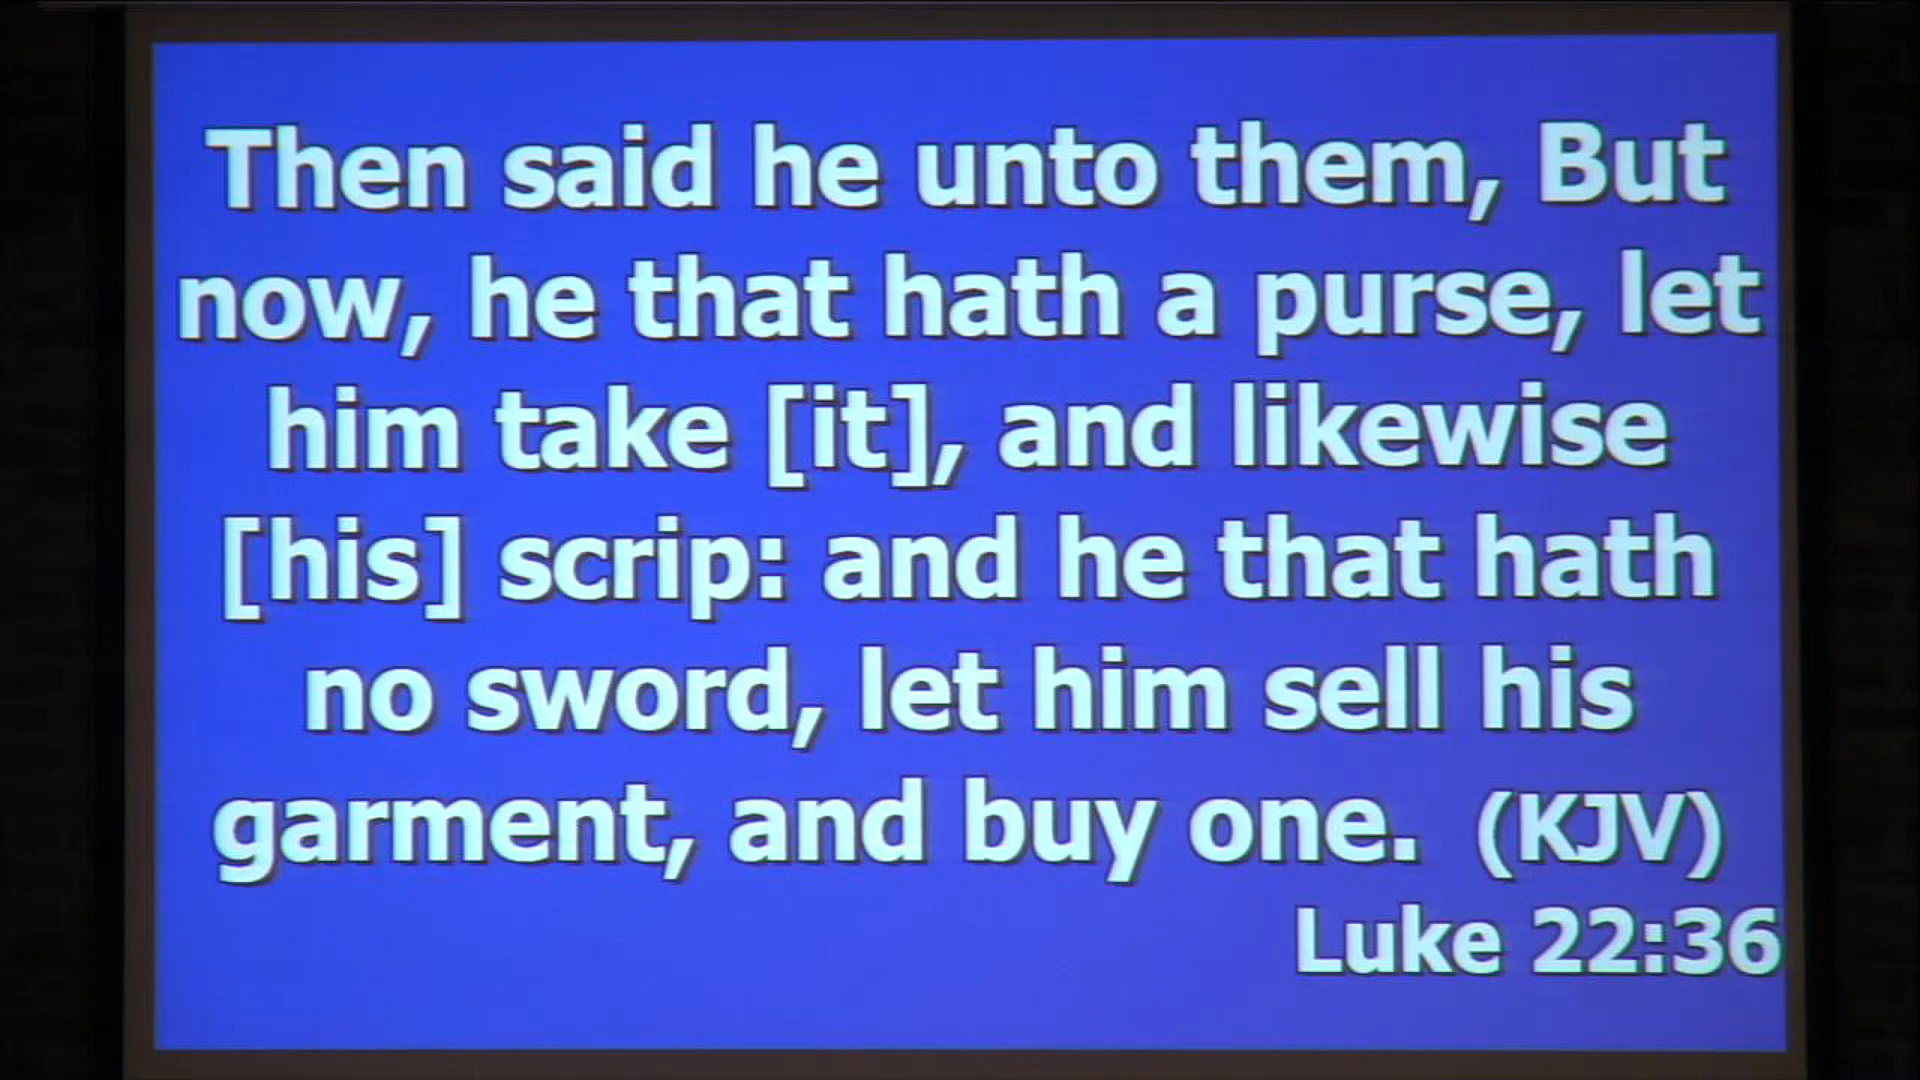 Then said he unto them, But
now, he that hath a purse, let
him take [it], and likewise
[his] scrip: and he that hath
no sword, let him sell his
garment, and buy one.  (KJV)
Luke 22:36